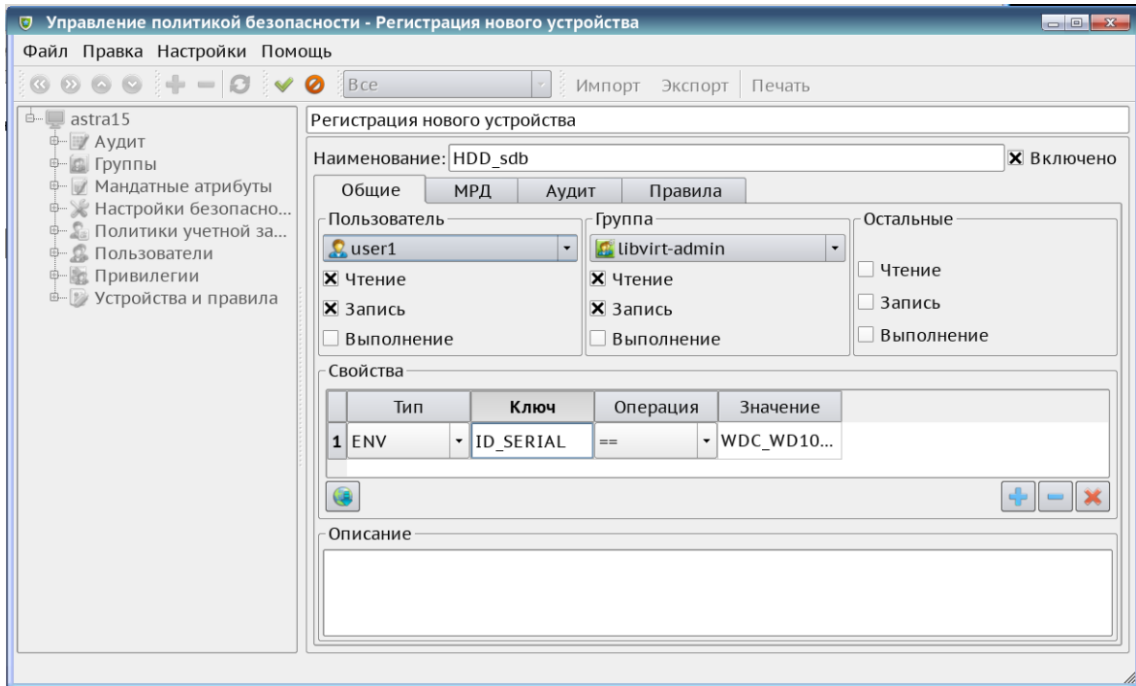 Управление политикой безопасности - Регистрация нового устройства
Файл Правка Настройки Помощь
Все Импорт Экспорт Печать
astra15
Аудит
Группы
Мандатные атрибуты
Настройки безопасно...
Политики учетной за...
Пользователи
Привилегии
Устройства и правила
Регистрация нового устройства
Наименование: HDD_sdb Включено
Общие МРД Аудит Правила
Пользователь
user1
Чтение
Запись
Выполнение
Группа
libvirt-admin
Чтение
Запись
Выполнение
Остальные
Чтение
Запись
Выполнение
Свойства
Тип Ключ Операция Значение
1 ENV ID_SERIAL == WDC_WD10...
Описание